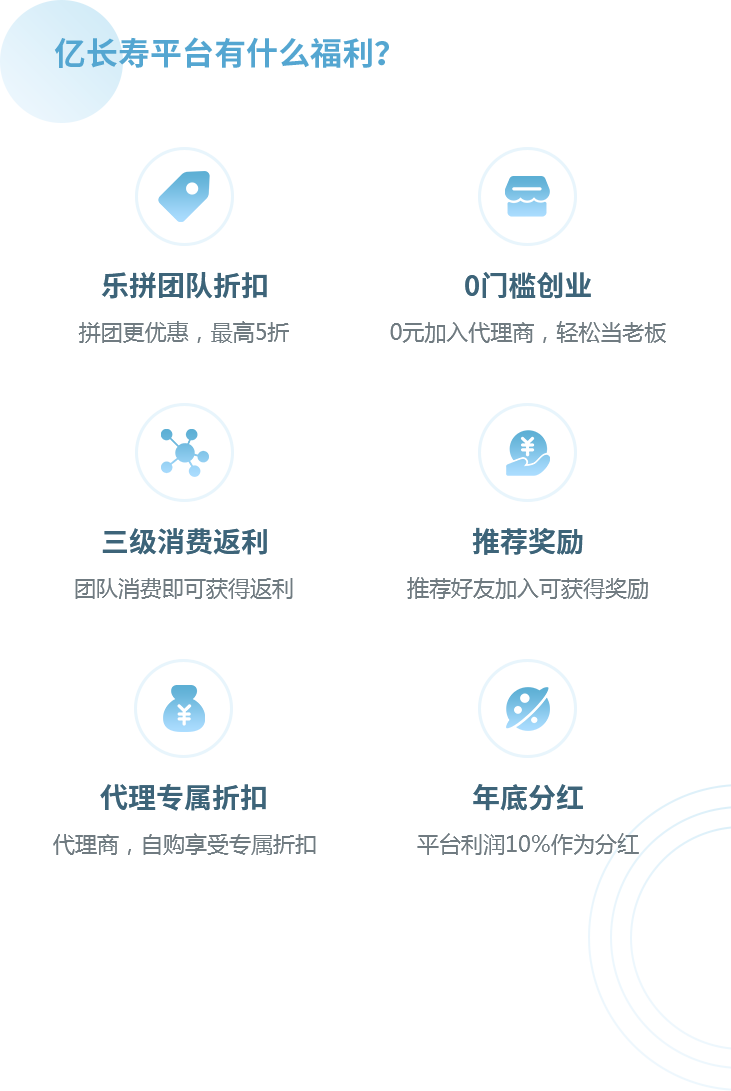 亿长寿平台有什么福利?
乐拼团队折扣
拼团更优惠，最高5折
0门槛创业
0元加入代理商，轻松当老板
三级消费返利
团队消费即可获得返利
推荐奖励
推荐好友加入可获得奖励
代理专属折扣
代理商，自购享受专属折扣
年底分红
平台利润10%作为分红